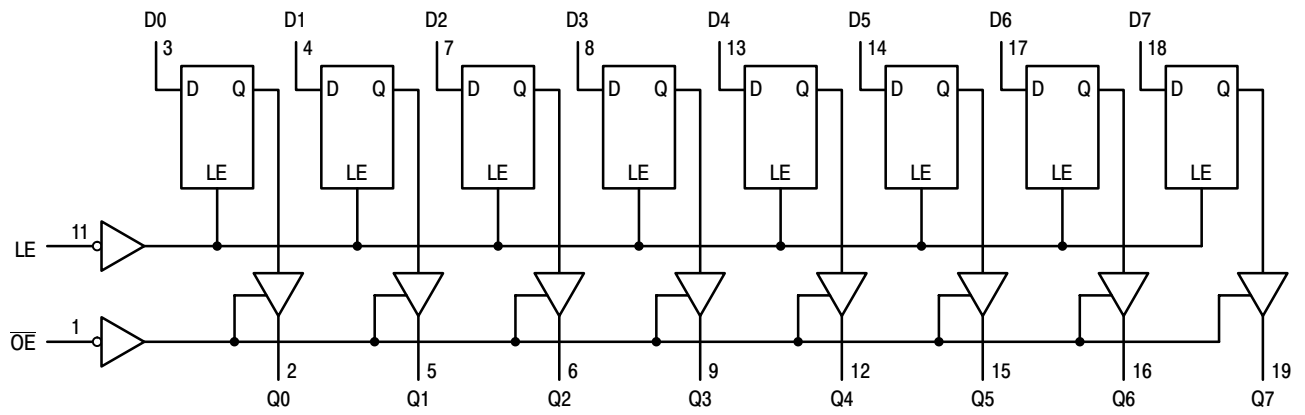 D0 D1 D2 D3 D4 D5 D6 D7
3 4 7 8 13 14 17 18
D Q D Q D Q D Q D Q D Q D Q D Q
LE LE LE LE LE LE LE LE
11
LE
1
O̅E̅
2 5 6 9 12 15 16 19
Q0 Q1 Q2 Q3 Q4 Q5 Q6 Q7